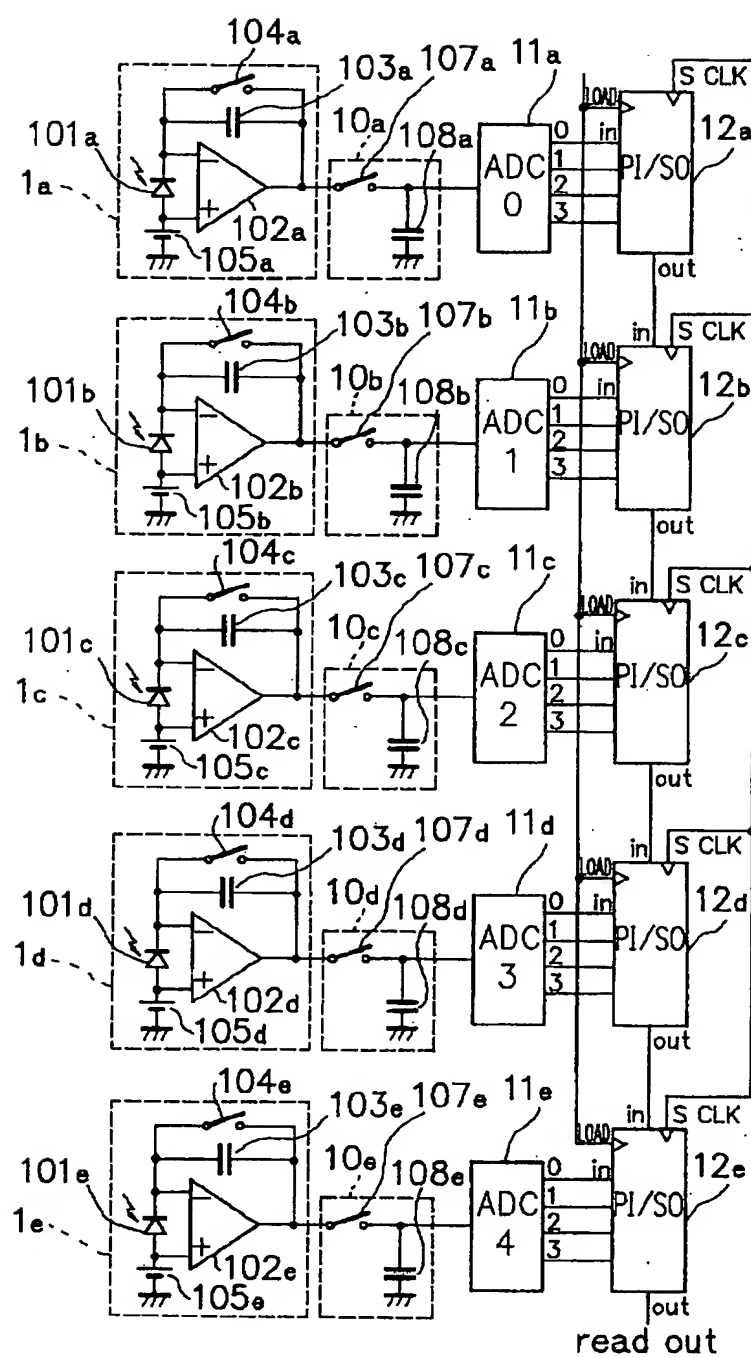 104a
103a
107a
11a
S CLK
101a
10a
108a
LOAD
0 in
12a
1a
ADC
0
1
2
3
PI/SO
102a
105a
out
104b
103b
107b
11b
in
S CLK
101b
10b
108b
LOAD
0 in
12b
1b
ADC
1
1
2
3
PI/SO
102b
105b
out
104c
103c
107c
11c
in
S CLK
101c
10c
108c
LOAD
0 in
12c
1c
ADC
2
1
2
3
PI/SO
102c
105c
out
104d
103d
107d
11d
in
S CLK
101d
10d
108d
LOAD
0 in
12d
1d
ADC
3
1
2
3
PI/SO
102d
105d
out
104e
103e
107e
11e
in
S CLK
101e
10e
108e
LOAD
0 in
12e
1e
ADC
4
1
2
3
PI/SO
102e
105e
out
read out